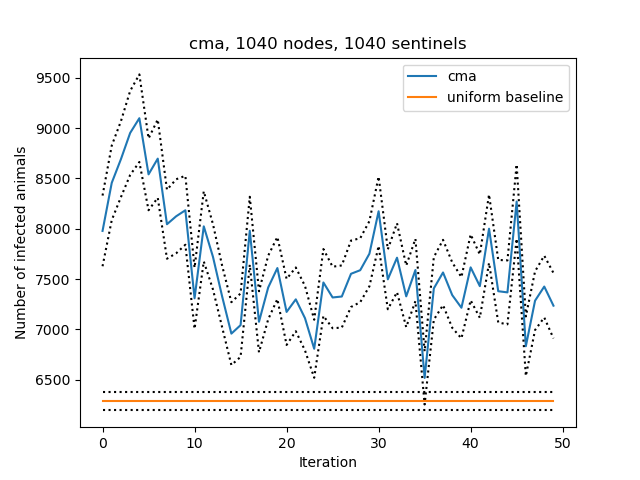 cma, 1040 nodes, 1040 sentinels
cma
uniform baseline
Number of infected animals
9500
9000
8500
8000
7500
7000
6500
0 10 20 30 40 50
Iteration